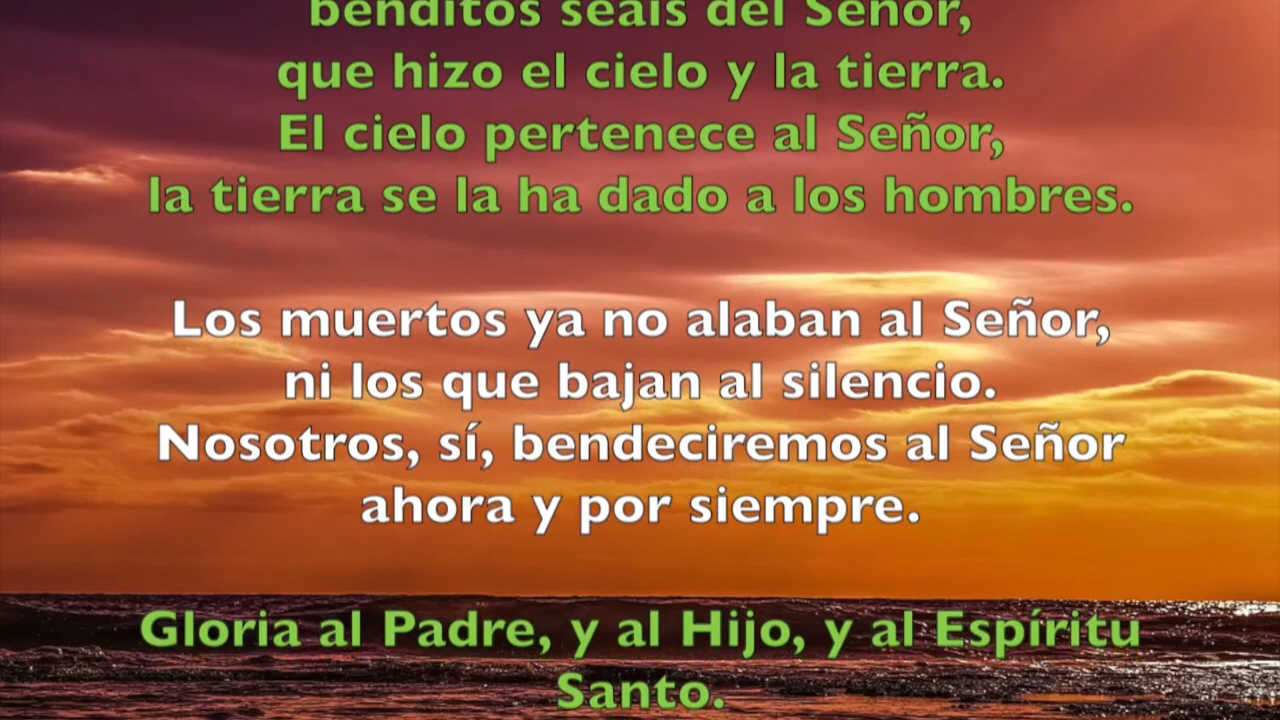 benditos seáis del Señor,
que hizo el cielo y la tierra.
El cielo pertenece al Señor,
la tierra se la ha dado a los hombres.
Los muertos ya no alaban al Señor,
ni los que bajan al silencio.
Nosotros, sí, bendeciremos al Señor
ahora y por siempre.
Gloria al Padre, y al Hijo, y al Espíritu
Santo.